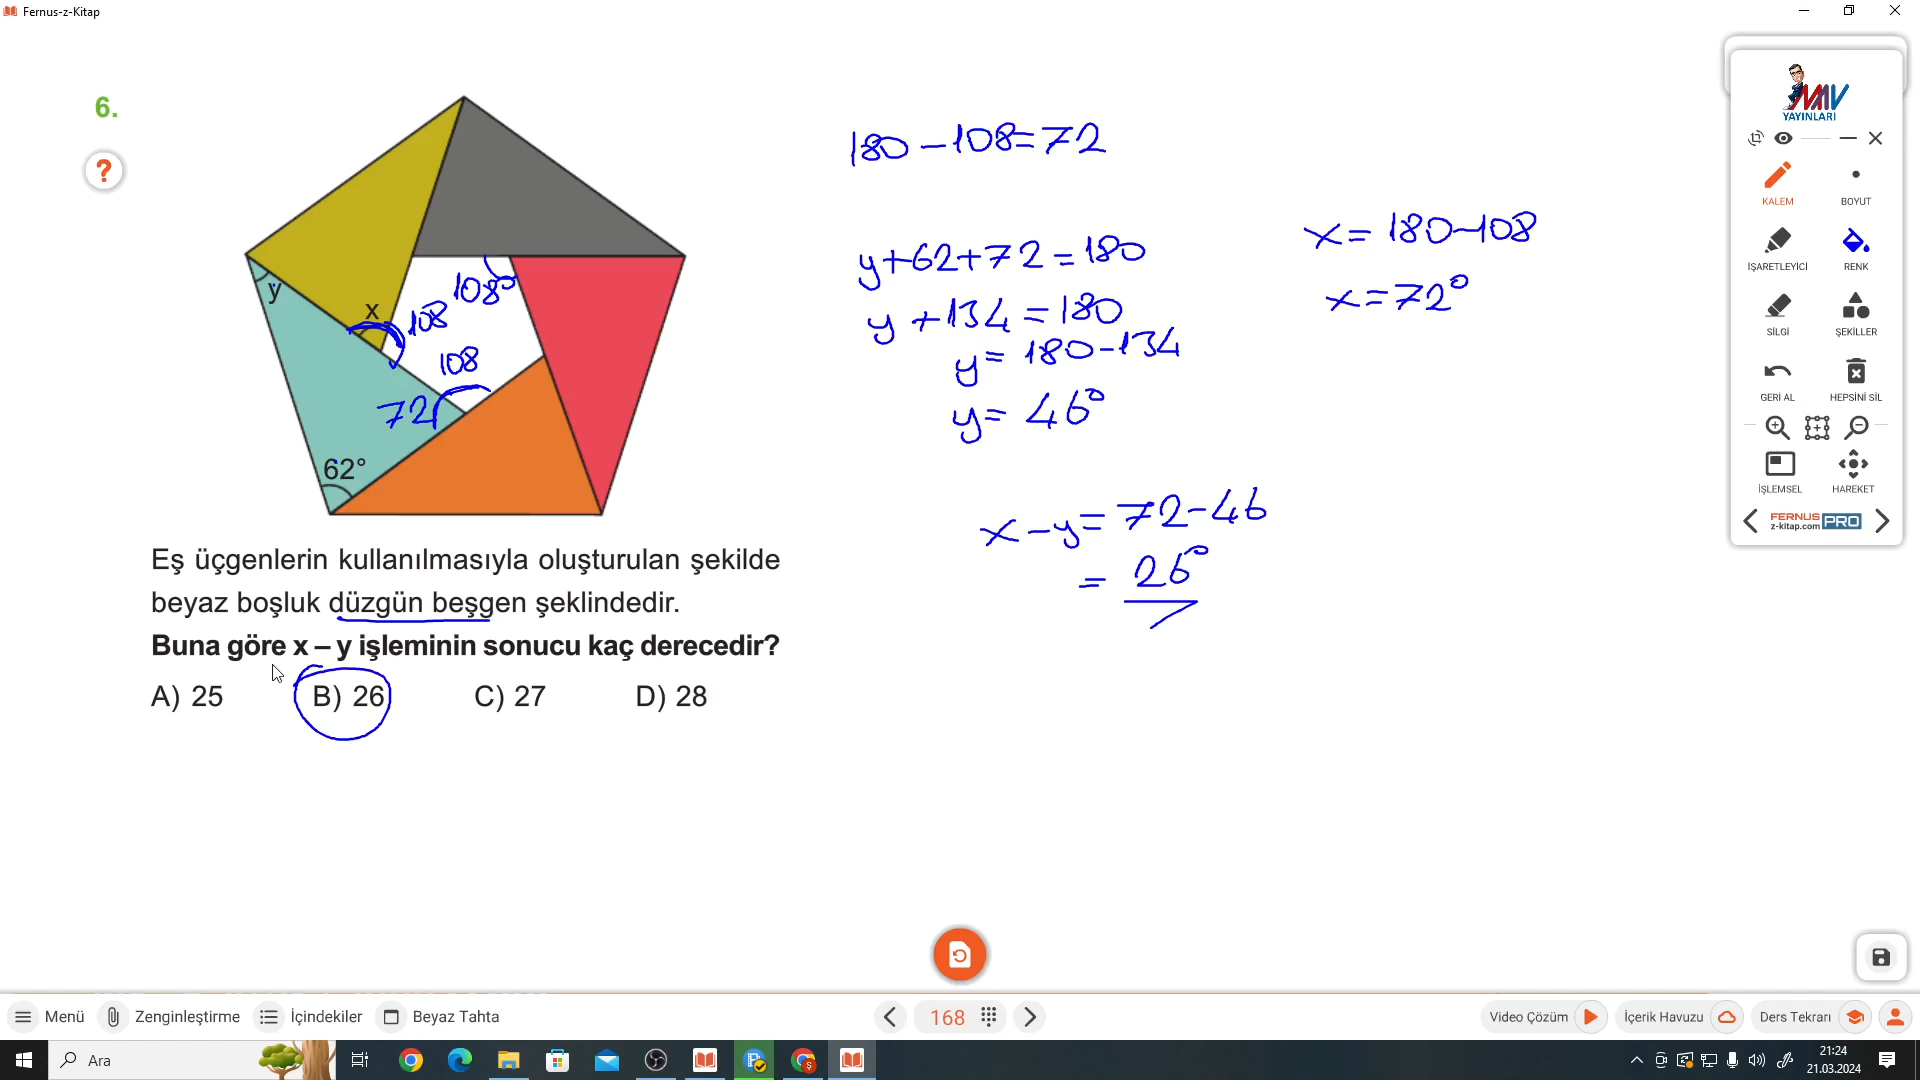 Fernus-z-Kitap
6.
?
y
x
62°
108°
108
108
72
180-108=72
y+62+72=180
y+134=180
y=180-134
y=46°
x=180-108
x=72°
x-y=72-46
=26°
Eş üçgenlerin kullanılmasıyla oluşturulan şekilde
beyaz boşluk düzgün beşgen şeklindedir.
Buna göre x – y işleminin sonucu kaç derecedir?
A) 25 B) 26 C) 27 D) 28
MAV
YAYINLARI
KALEM BOYUT
İŞARETLEYİCİ RENK
SİLGİ ŞEKİLLER
GERİ AL HEPSİNİ SİL
İŞLEMSEL HAREKET
FERNUS
z-kitap.com PRO
Menü Zenginleştirme İçindekiler Beyaz Tahta 168 Video Çözüm İçerik Havuzu Ders Tekrarı
Ara
21:24
21.03.2024